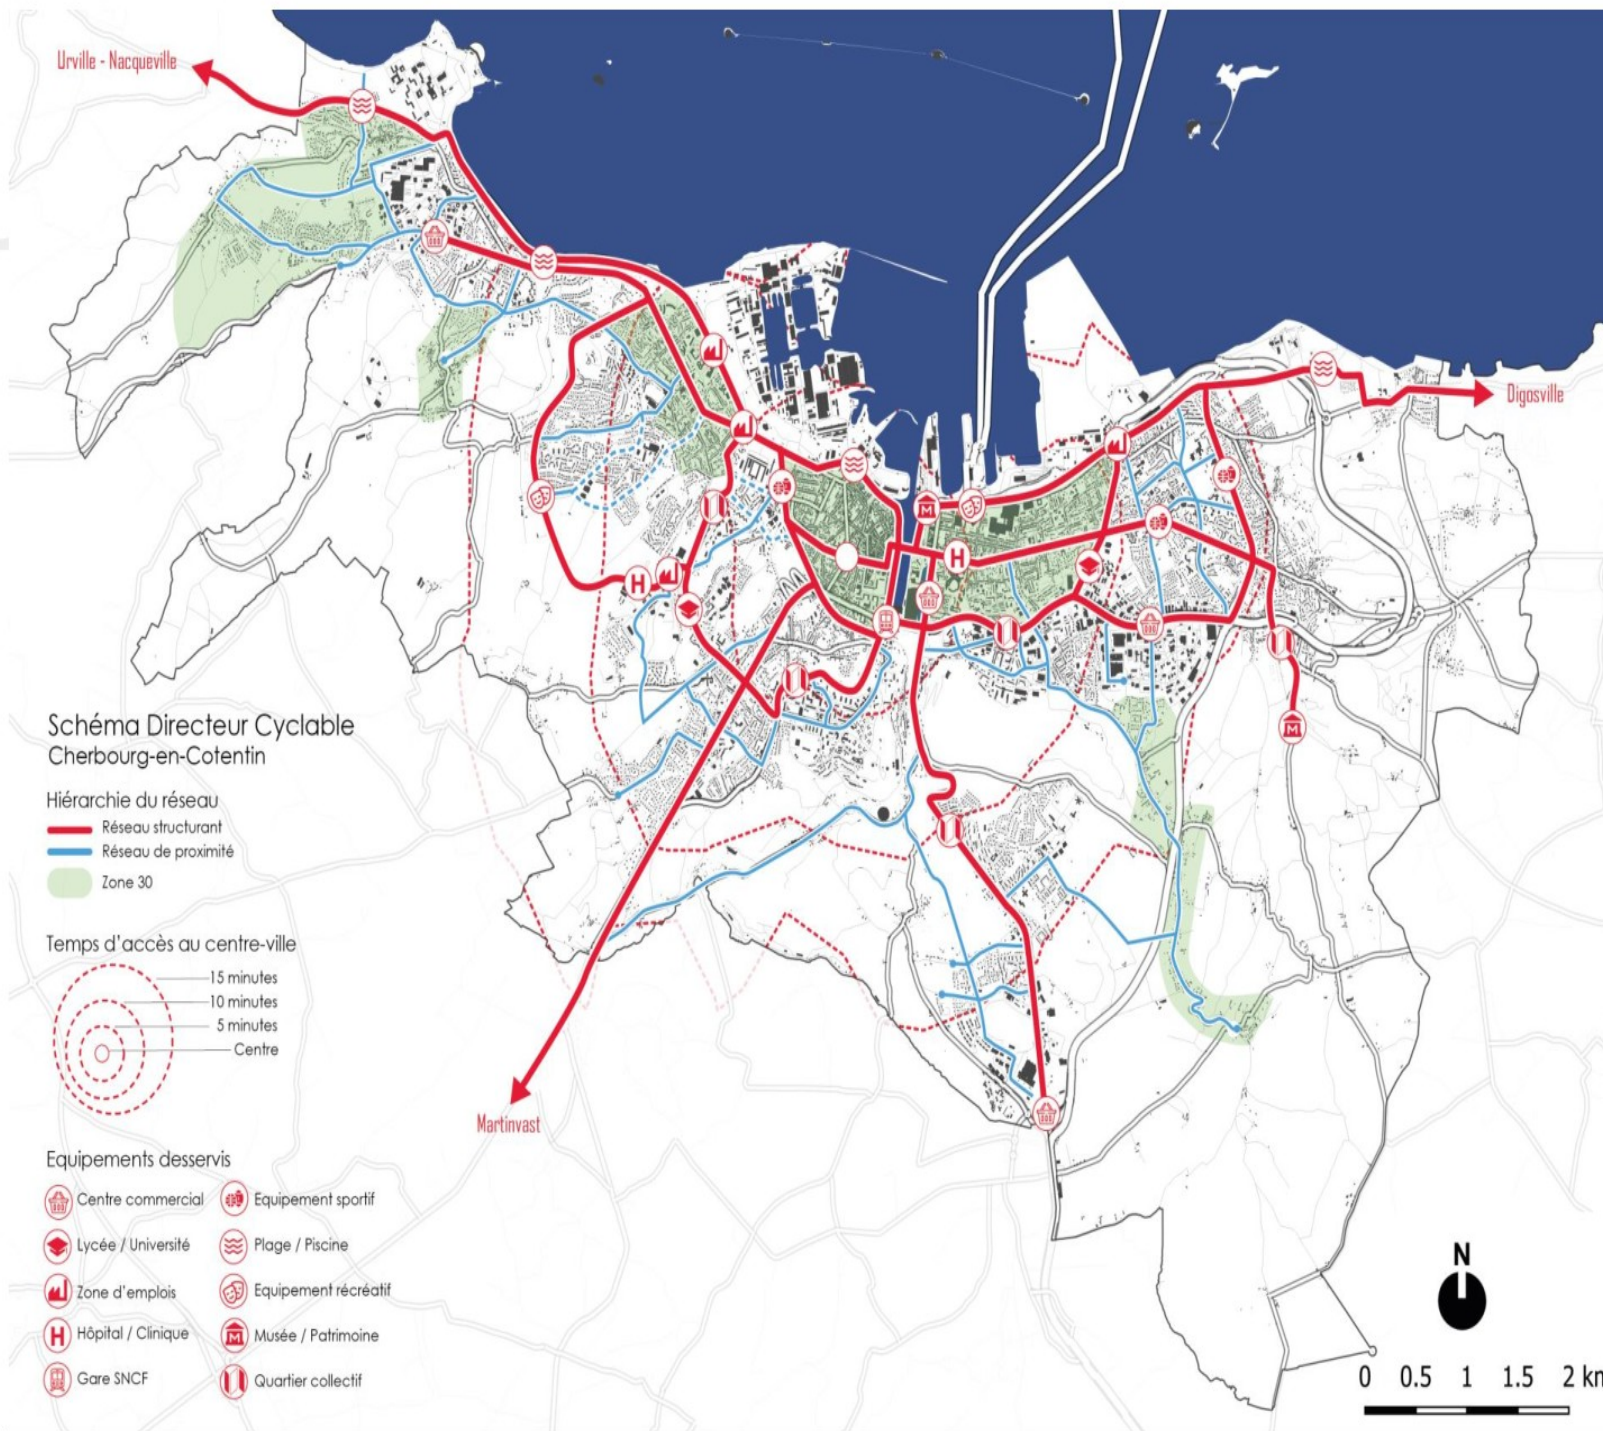 Urville - Nacqueville
Digosville
Martinvast
Schéma Directeur Cyclable
Cherbourg-en-Cotentin
Hiérarchie du réseau
Réseau structurant
Réseau de proximité
Zone 30
Temps d'accès au centre-ville
15 minutes
10 minutes
5 minutes
Centre
Equipements desservis
Centre commercial
Equipement sportif
Lycée / Université
Plage / Piscine
Zone d'emplois
Equipement récréatif
H
Hôpital / Clinique
M
Musée / Patrimoine
Gare SNCF
Quartier collectif
H
H
M
M
N
0 0.5 1 1.5 2 km